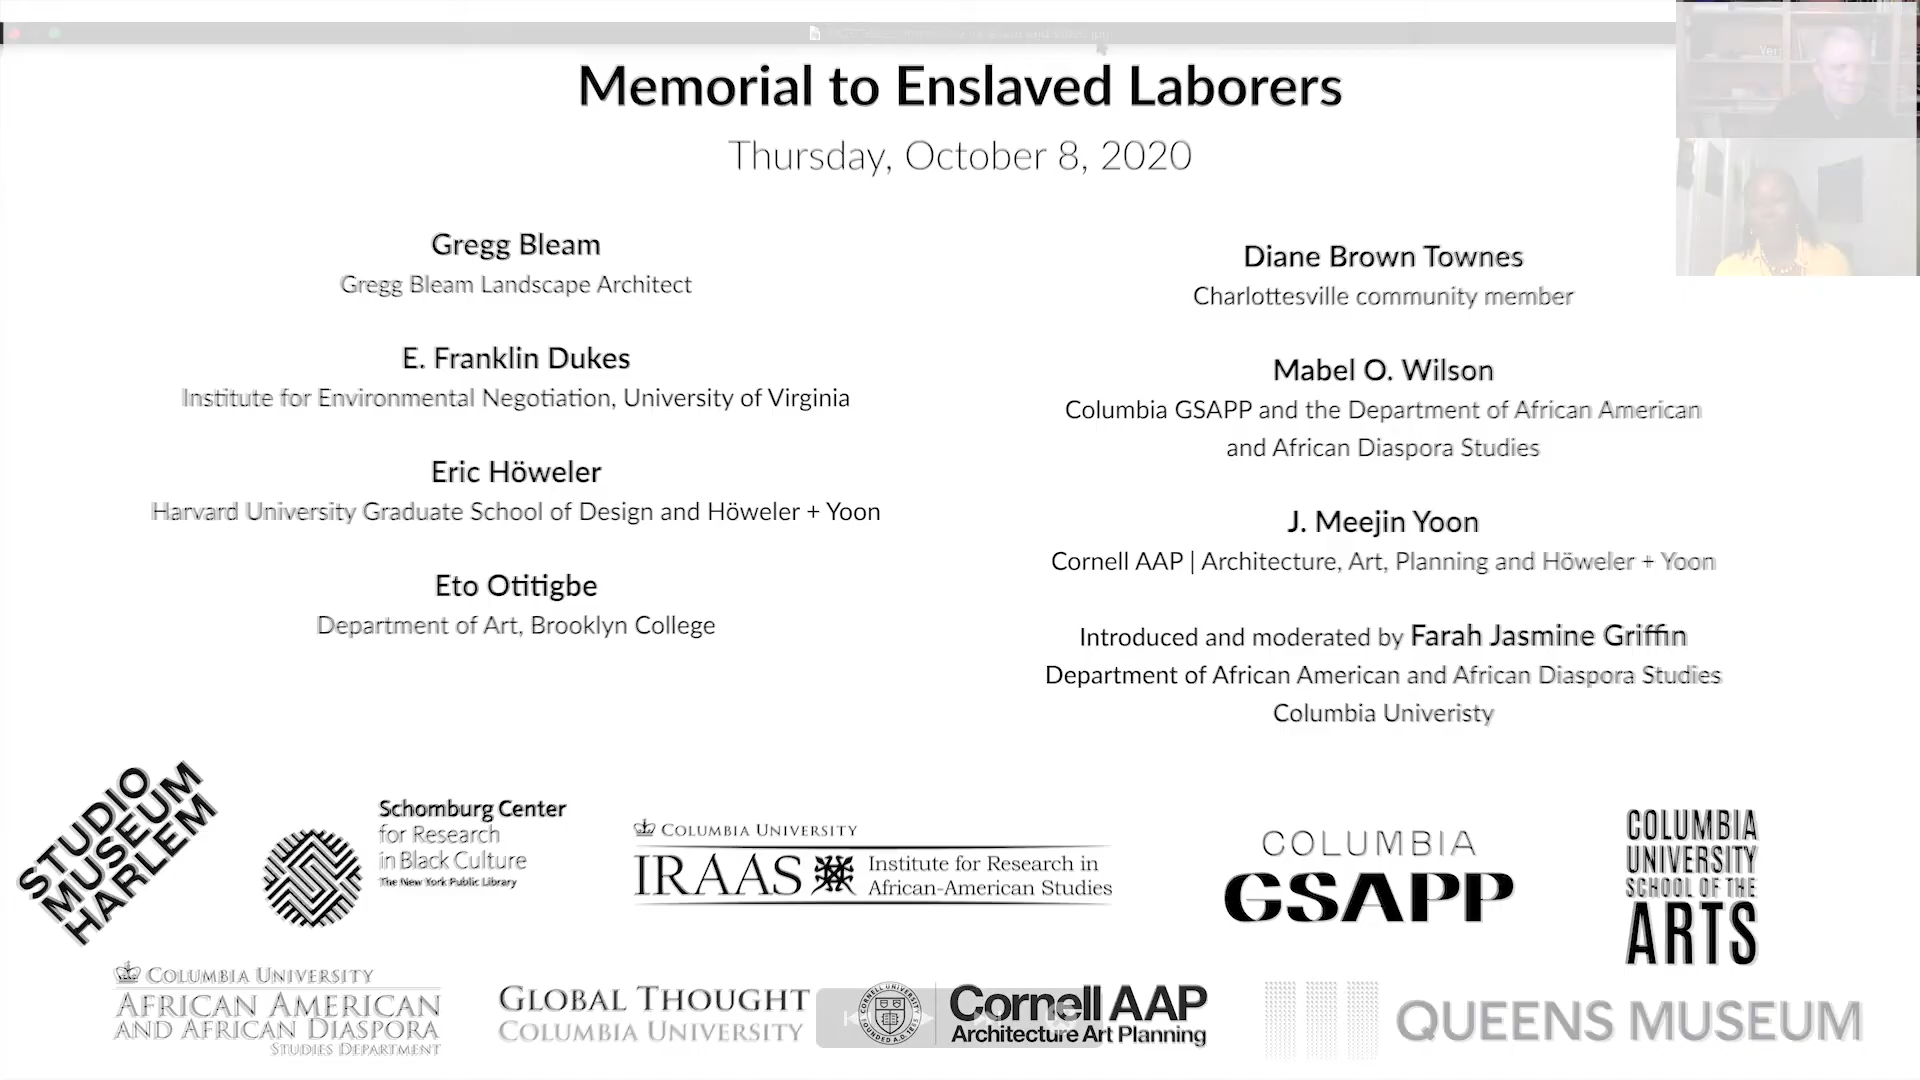 Memorial to Enslaved Laborers
Thursday, October 8, 2020
Gregg Bleam
Gregg Bleam Landscape Architect
E. Franklin Dukes
Institute for Environmental Negotiation, University of Virginia
Eric Höweler
Harvard University Graduate School of Design and Höweler + Yoon
Eto Otitigbe
Department of Art, Brooklyn College
Diane Brown Townes
Charlottesville community member
Mabel O. Wilson
Columbia GSAPP and the Department of African American
and African Diaspora Studies
J. Meejin Yoon
Cornell AAP | Architecture, Art, Planning and Höweler + Yoon
Introduced and moderated by Farah Jasmine Griffin
Department of African American and African Diaspora Studies
Columbia Univeristy
STUDIO
MUSEUM
HARLEM
Schomburg Center
for Research
in Black Culture
The New York Public Library
COLUMBIA UNIVERSITY
IRAAS
Institute for Research in
African-American Studies
COLUMBIA
GSAPP
COLUMBIA
UNIVERSITY
SCHOOL OF THE
ARTS
COLUMBIA UNIVERSITY
AFRICAN AMERICAN
AND AFRICAN DIASPORA
STUDIES DEPARTMENT
GLOBAL THOUGHT
COLUMBIA UNIVERSITY
Cornell AAP
Architecture Art Planning
QUEENS MUSEUM